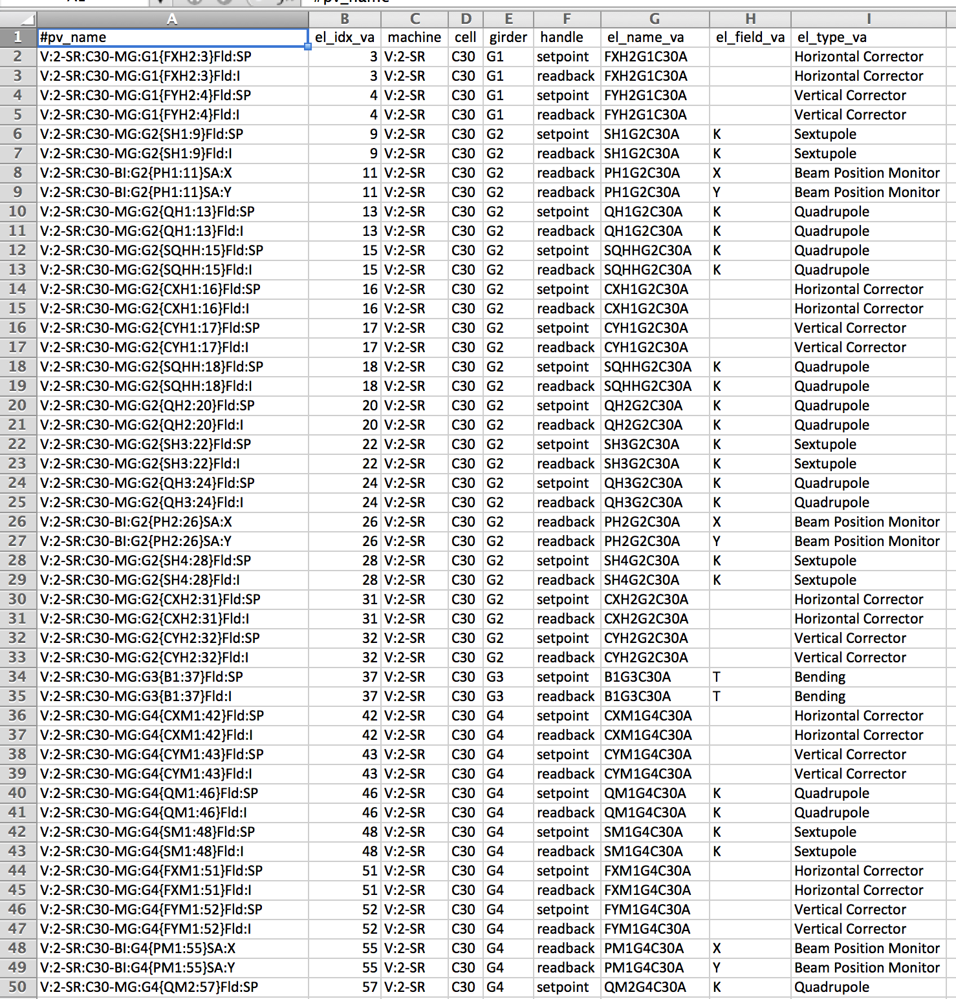 #pv_name
A B C D E F G H I
1 #pv_name el_idx_va machine cell girder handle el_name_va el_field_va el_type_va
2 V:2-SR:C30-MG:G1{FXH2:3}Fld:SP 3 V:2-SR C30 G1 setpoint FXH2G1C30A Horizontal Corrector
3 V:2-SR:C30-MG:G1{FXH2:3}Fld:I 3 V:2-SR C30 G1 readback FXH2G1C30A Horizontal Corrector
4 V:2-SR:C30-MG:G1{FYH2:4}Fld:SP 4 V:2-SR C30 G1 setpoint FYH2G1C30A Vertical Corrector
5 V:2-SR:C30-MG:G1{FYH2:4}Fld:I 4 V:2-SR C30 G1 readback FYH2G1C30A Vertical Corrector
6 V:2-SR:C30-MG:G2{SH1:9}Fld:SP 9 V:2-SR C30 G2 setpoint SH1G2C30A K Sextupole
7 V:2-SR:C30-MG:G2{SH1:9}Fld:I 9 V:2-SR C30 G2 readback SH1G2C30A K Sextupole
8 V:2-SR:C30-BI:G2{PH1:11}SA:X 11 V:2-SR C30 G2 readback PH1G2C30A X Beam Position Monitor
9 V:2-SR:C30-BI:G2{PH1:11}SA:Y 11 V:2-SR C30 G2 readback PH1G2C30A Y Beam Position Monitor
10 V:2-SR:C30-MG:G2{QH1:13}Fld:SP 13 V:2-SR C30 G2 setpoint QH1G2C30A K Quadrupole
11 V:2-SR:C30-MG:G2{QH1:13}Fld:I 13 V:2-SR C30 G2 readback QH1G2C30A K Quadrupole
12 V:2-SR:C30-MG:G2{SQHH:15}Fld:SP 15 V:2-SR C30 G2 setpoint SQHHG2C30A K Quadrupole
13 V:2-SR:C30-MG:G2{SQHH:15}Fld:I 15 V:2-SR C30 G2 readback SQHHG2C30A K Quadrupole
14 V:2-SR:C30-MG:G2{CXH1:16}Fld:SP 16 V:2-SR C30 G2 setpoint CXH1G2C30A Horizontal Corrector
15 V:2-SR:C30-MG:G2{CXH1:16}Fld:I 16 V:2-SR C30 G2 readback CXH1G2C30A Horizontal Corrector
16 V:2-SR:C30-MG:G2{CYH1:17}Fld:SP 17 V:2-SR C30 G2 setpoint CYH1G2C30A Vertical Corrector
17 V:2-SR:C30-MG:G2{CYH1:17}Fld:I 17 V:2-SR C30 G2 readback CYH1G2C30A Vertical Corrector
18 V:2-SR:C30-MG:G2{SQHH:18}Fld:SP 18 V:2-SR C30 G2 setpoint SQHHG2C30A K Quadrupole
19 V:2-SR:C30-MG:G2{SQHH:18}Fld:I 18 V:2-SR C30 G2 readback SQHHG2C30A K Quadrupole
20 V:2-SR:C30-MG:G2{QH2:20}Fld:SP 20 V:2-SR C30 G2 setpoint QH2G2C30A K Quadrupole
21 V:2-SR:C30-MG:G2{QH2:20}Fld:I 20 V:2-SR C30 G2 readback QH2G2C30A K Quadrupole
22 V:2-SR:C30-MG:G2{SH3:22}Fld:SP 22 V:2-SR C30 G2 setpoint SH3G2C30A K Sextupole
23 V:2-SR:C30-MG:G2{SH3:22}Fld:I 22 V:2-SR C30 G2 readback SH3G2C30A K Sextupole
24 V:2-SR:C30-MG:G2{QH3:24}Fld:SP 24 V:2-SR C30 G2 setpoint QH3G2C30A K Quadrupole
25 V:2-SR:C30-MG:G2{QH3:24}Fld:I 24 V:2-SR C30 G2 readback QH3G2C30A K Quadrupole
26 V:2-SR:C30-BI:G2{PH2:26}SA:X 26 V:2-SR C30 G2 readback PH2G2C30A X Beam Position Monitor
27 V:2-SR:C30-BI:G2{PH2:26}SA:Y 26 V:2-SR C30 G2 readback PH2G2C30A Y Beam Position Monitor
28 V:2-SR:C30-MG:G2{SH4:28}Fld:SP 28 V:2-SR C30 G2 setpoint SH4G2C30A K Sextupole
29 V:2-SR:C30-MG:G2{SH4:28}Fld:I 28 V:2-SR C30 G2 readback SH4G2C30A K Sextupole
30 V:2-SR:C30-MG:G2{CXH2:31}Fld:SP 31 V:2-SR C30 G2 setpoint CXH2G2C30A Horizontal Corrector
31 V:2-SR:C30-MG:G2{CXH2:31}Fld:I 31 V:2-SR C30 G2 readback CXH2G2C30A Horizontal Corrector
32 V:2-SR:C30-MG:G2{CYH2:32}Fld:SP 32 V:2-SR C30 G2 setpoint CYH2G2C30A Vertical Corrector
33 V:2-SR:C30-MG:G2{CYH2:32}Fld:I 32 V:2-SR C30 G2 readback CYH2G2C30A Vertical Corrector
34 V:2-SR:C30-MG:G3{B1:37}Fld:SP 37 V:2-SR C30 G3 setpoint B1G3C30A T Bending
35 V:2-SR:C30-MG:G3{B1:37}Fld:I 37 V:2-SR C30 G3 readback B1G3C30A T Bending
36 V:2-SR:C30-MG:G4{CXM1:42}Fld:SP 42 V:2-SR C30 G4 setpoint CXM1G4C30A Horizontal Corrector
37 V:2-SR:C30-MG:G4{CXM1:42}Fld:I 42 V:2-SR C30 G4 readback CXM1G4C30A Horizontal Corrector
38 V:2-SR:C30-MG:G4{CYM1:43}Fld:SP 43 V:2-SR C30 G4 setpoint CYM1G4C30A Vertical Corrector
39 V:2-SR:C30-MG:G4{CYM1:43}Fld:I 43 V:2-SR C30 G4 readback CYM1G4C30A Vertical Corrector
40 V:2-SR:C30-MG:G4{QM1:46}Fld:SP 46 V:2-SR C30 G4 setpoint QM1G4C30A K Quadrupole
41 V:2-SR:C30-MG:G4{QM1:46}Fld:I 46 V:2-SR C30 G4 readback QM1G4C30A K Quadrupole
42 V:2-SR:C30-MG:G4{SM1:48}Fld:SP 48 V:2-SR C30 G4 setpoint SM1G4C30A K Sextupole
43 V:2-SR:C30-MG:G4{SM1:48}Fld:I 48 V:2-SR C30 G4 readback SM1G4C30A K Sextupole
44 V:2-SR:C30-MG:G4{FXM1:51}Fld:SP 51 V:2-SR C30 G4 setpoint FXM1G4C30A Horizontal Corrector
45 V:2-SR:C30-MG:G4{FXM1:51}Fld:I 51 V:2-SR C30 G4 readback FXM1G4C30A Horizontal Corrector
46 V:2-SR:C30-MG:G4{FYM1:52}Fld:SP 52 V:2-SR C30 G4 setpoint FYM1G4C30A Vertical Corrector
47 V:2-SR:C30-MG:G4{FYM1:52}Fld:I 52 V:2-SR C30 G4 readback FYM1G4C30A Vertical Corrector
48 V:2-SR:C30-BI:G4{PM1:55}SA:X 55 V:2-SR C30 G4 readback PM1G4C30A X Beam Position Monitor
49 V:2-SR:C30-BI:G4{PM1:55}SA:Y 55 V:2-SR C30 G4 readback PM1G4C30A Y Beam Position Monitor
50 V:2-SR:C30-MG:G4{QM2:57}Fld:SP 57 V:2-SR C30 G4 setpoint QM2G4C30A K Quadrupole